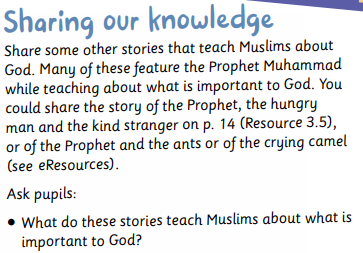 Sharing our knowledge
Share some other stories that teach Muslims about
God. Many of these feature the Prophet Muhammad
while teaching about what is important to God. You
could share the story of the Prophet, the hungry
man and the kind stranger on p. 14 (Resource 3.5),
or of the Prophet and the ants or of the crying camel
(see eResources).
Ask pupils:
• What do these stories teach Muslims about what is
important to God?